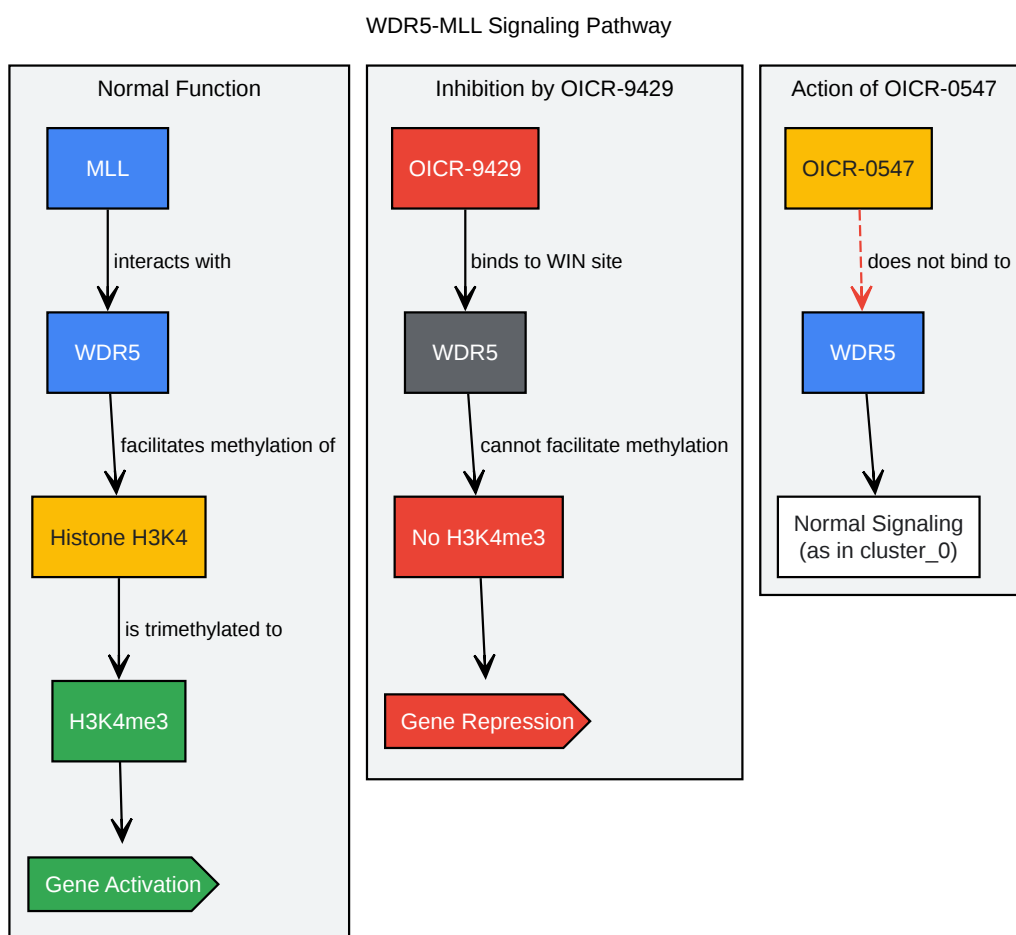 WDR5-MLL Signaling Pathway
Normal Function
MLL
interacts with
WDR5
facilitates methylation of
Histone H3K4
is trimethylated to
H3K4me3
Gene Activation
Inhibition by OICR-9429
OICR-9429
binds to WIN site
WDR5
cannot facilitate methylation
No H3K4me3
Gene Repression
Action of OICR-0547
OICR-0547
does not bind to
WDR5
Normal Signaling
(as in cluster_0)